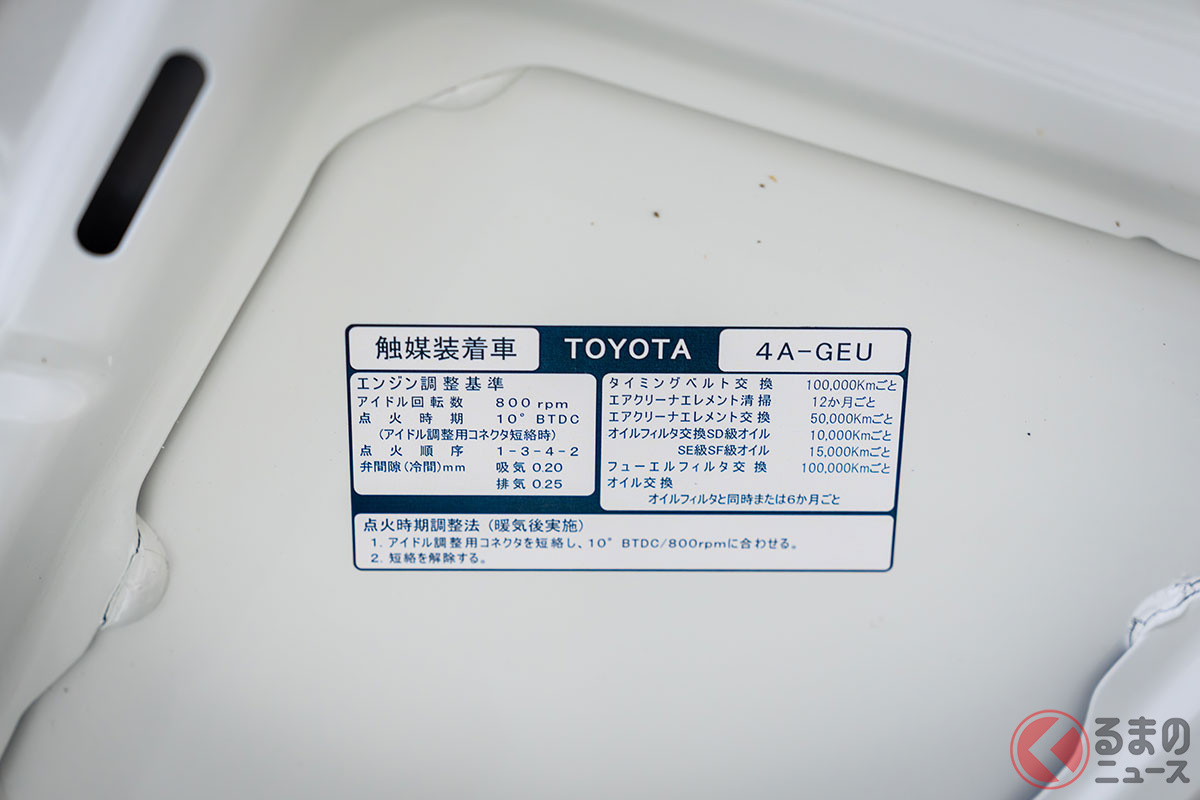 触媒装着車 TOYOTA 4A-GEU
エンジン調整基準
アイドル回転数 800rpm
点火時期 10°BTDC
(アイドル調整用コネクタ短絡時)
点火順序 1-3-4-2
弁間隙(冷間)mm 吸気0.20
排気0.25
タイミングベルト交換 100,000Kmごと
エアクリーナエレメント清掃 12か月ごと
エアクリーナエレメント交換 50,000Kmごと
オイルフィルタ交換SD級オイル 10,000Kmごと
SE級SF級オイル 15,000Kmごと
フューエルフィルタ交換 100,000Kmごと
オイル交換
オイルフィルタと同時または6か月ごと
点火時期調整法(暖気後実施)
1. アイドル調整用コネクタを短絡し、10°BTDC/800rpmに合わせる。
2. 短絡を解除する。
くるまの
ニュース